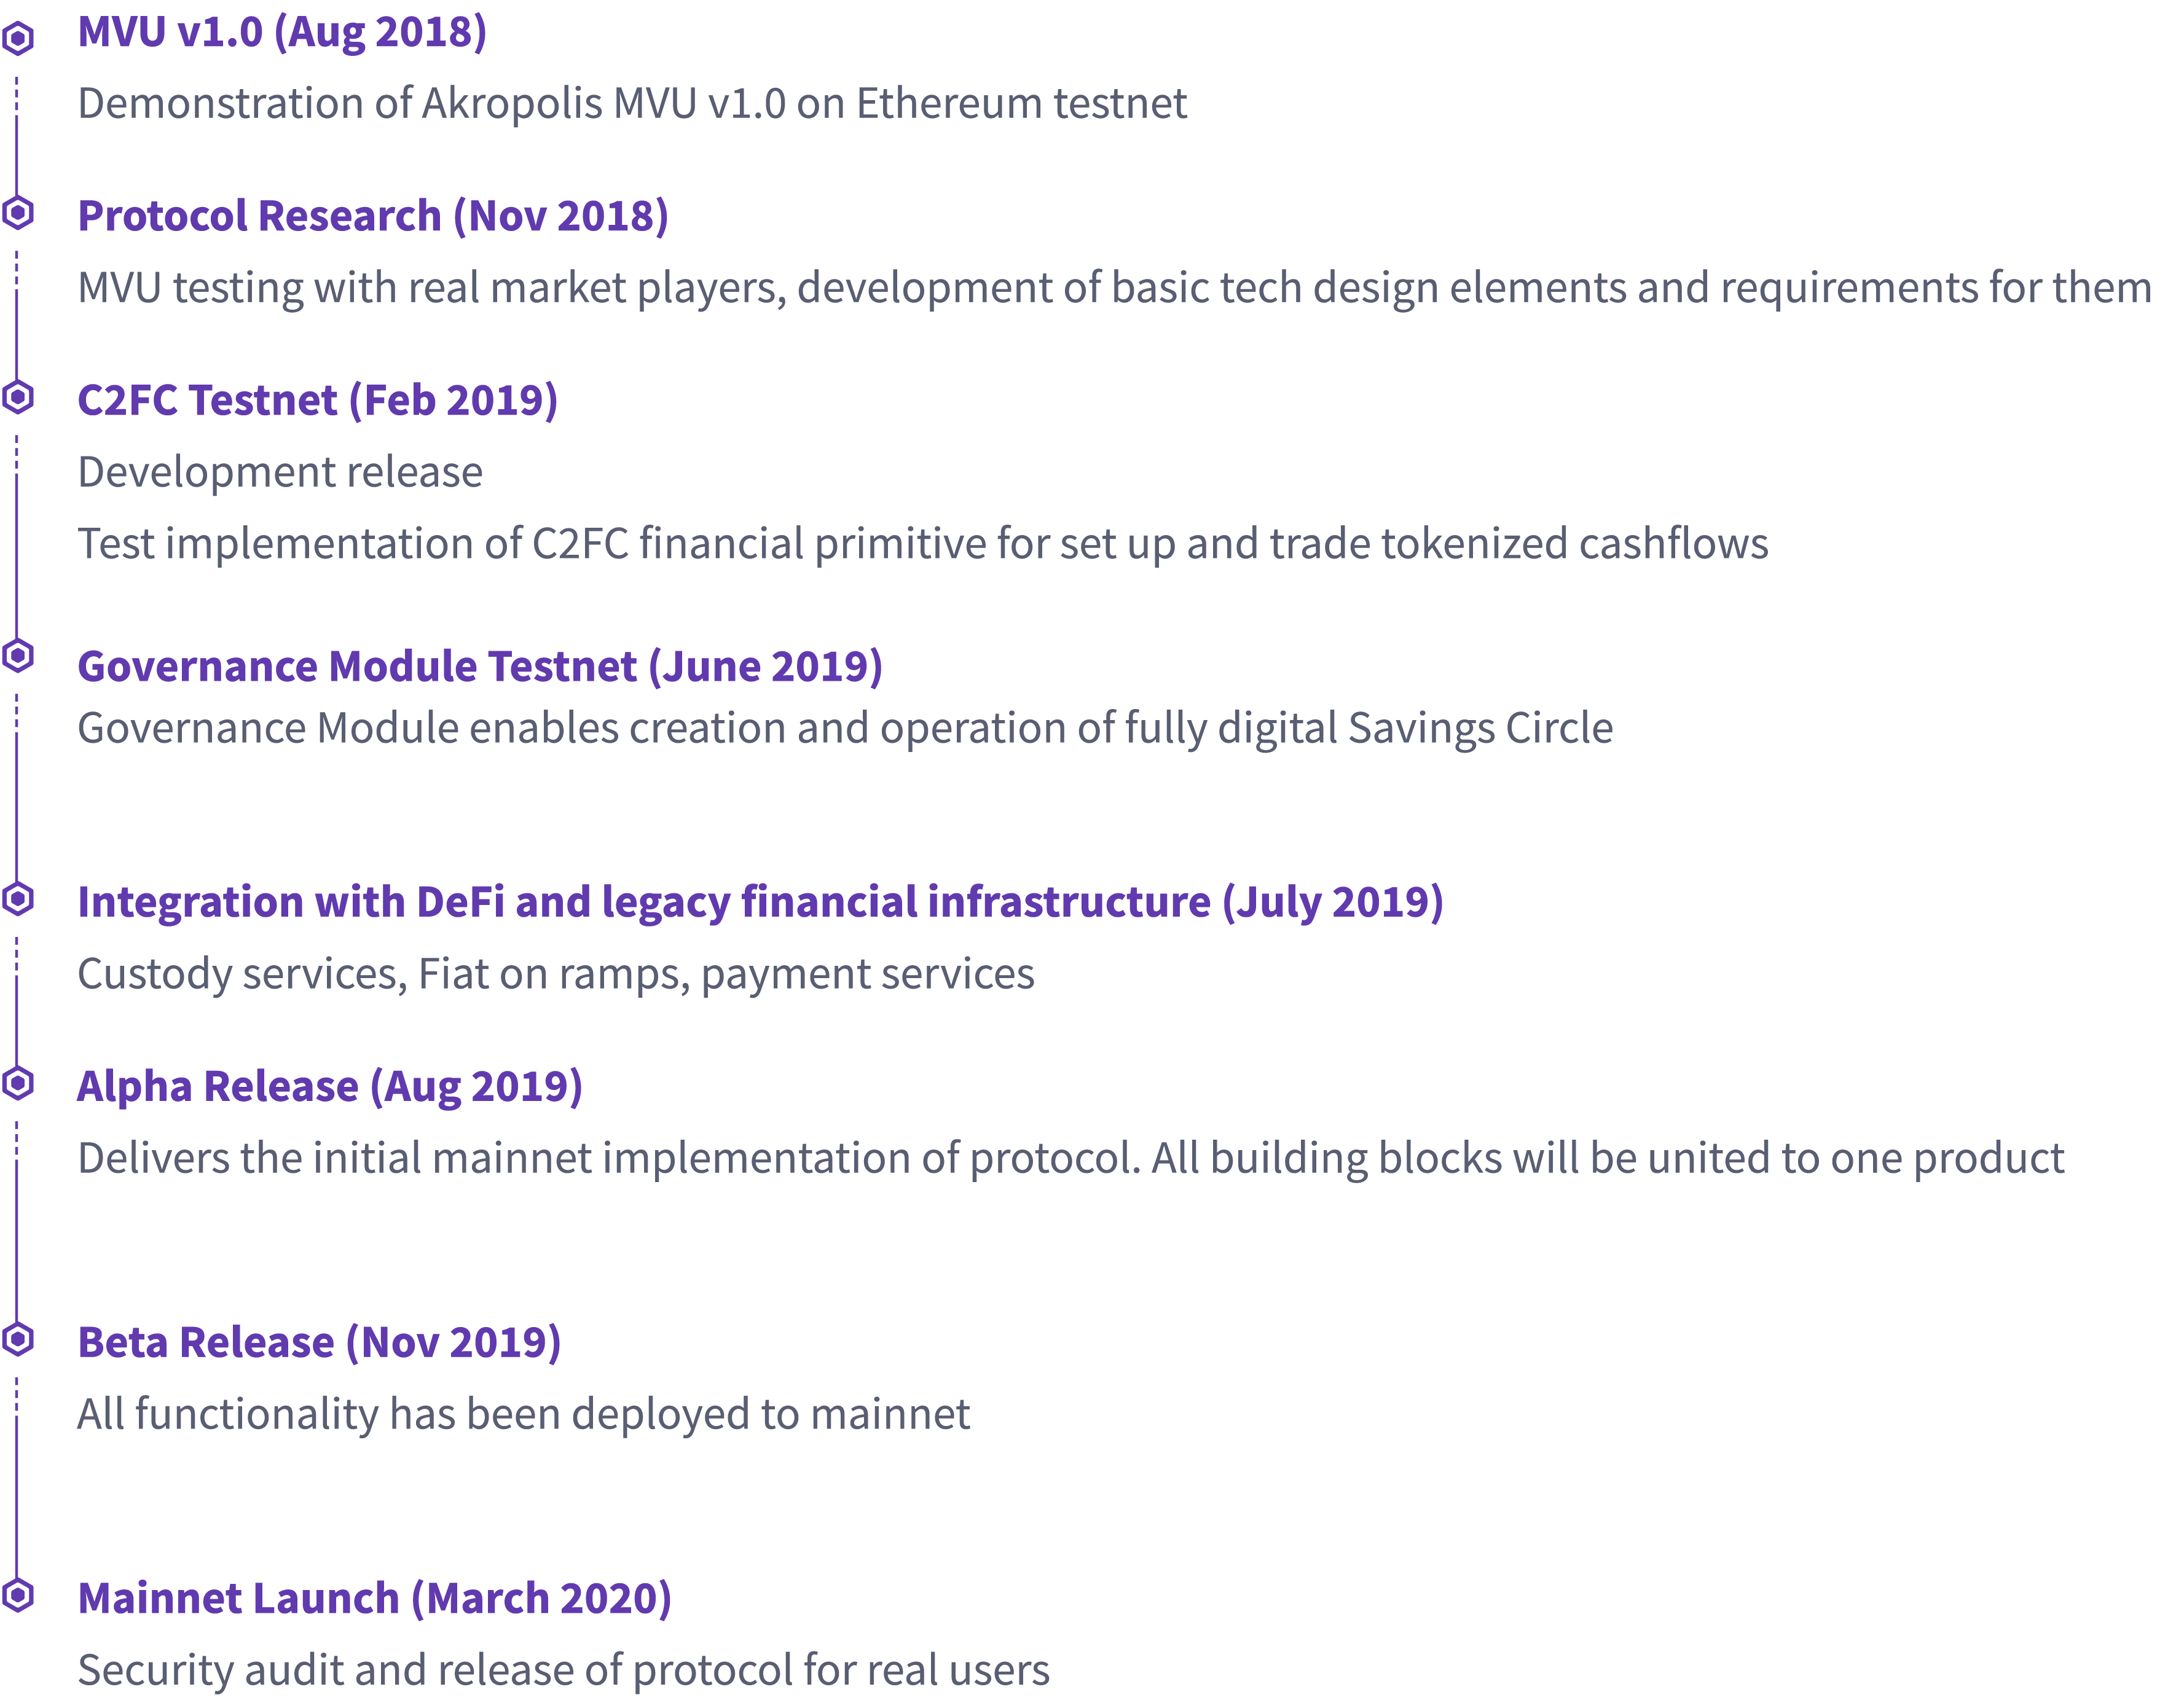 MVU v1.0 (Aug 2018)
Demonstration of Akropolis MVU v1.0 on Ethereum testnet
Protocol Research (Nov 2018)
MVU testing with real market players, development of basic tech design elements and requirements for them
C2FC Testnet (Feb 2019)
Development release
Test implementation of C2FC financial primitive for set up and trade tokenized cashflows
Governance Module Testnet (June 2019)
Governance Module enables creation and operation of fully digital Savings Circle
Integration with DeFi and legacy financial infrastructure (July 2019)
Custody services, Fiat on ramps, payment services
Alpha Release (Aug 2019)
Delivers the initial mainnet implementation of protocol. All building blocks will be united to one product
Beta Release (Nov 2019)
All functionality has been deployed to mainnet
Mainnet Launch (March 2020)
Security audit and release of protocol for real users